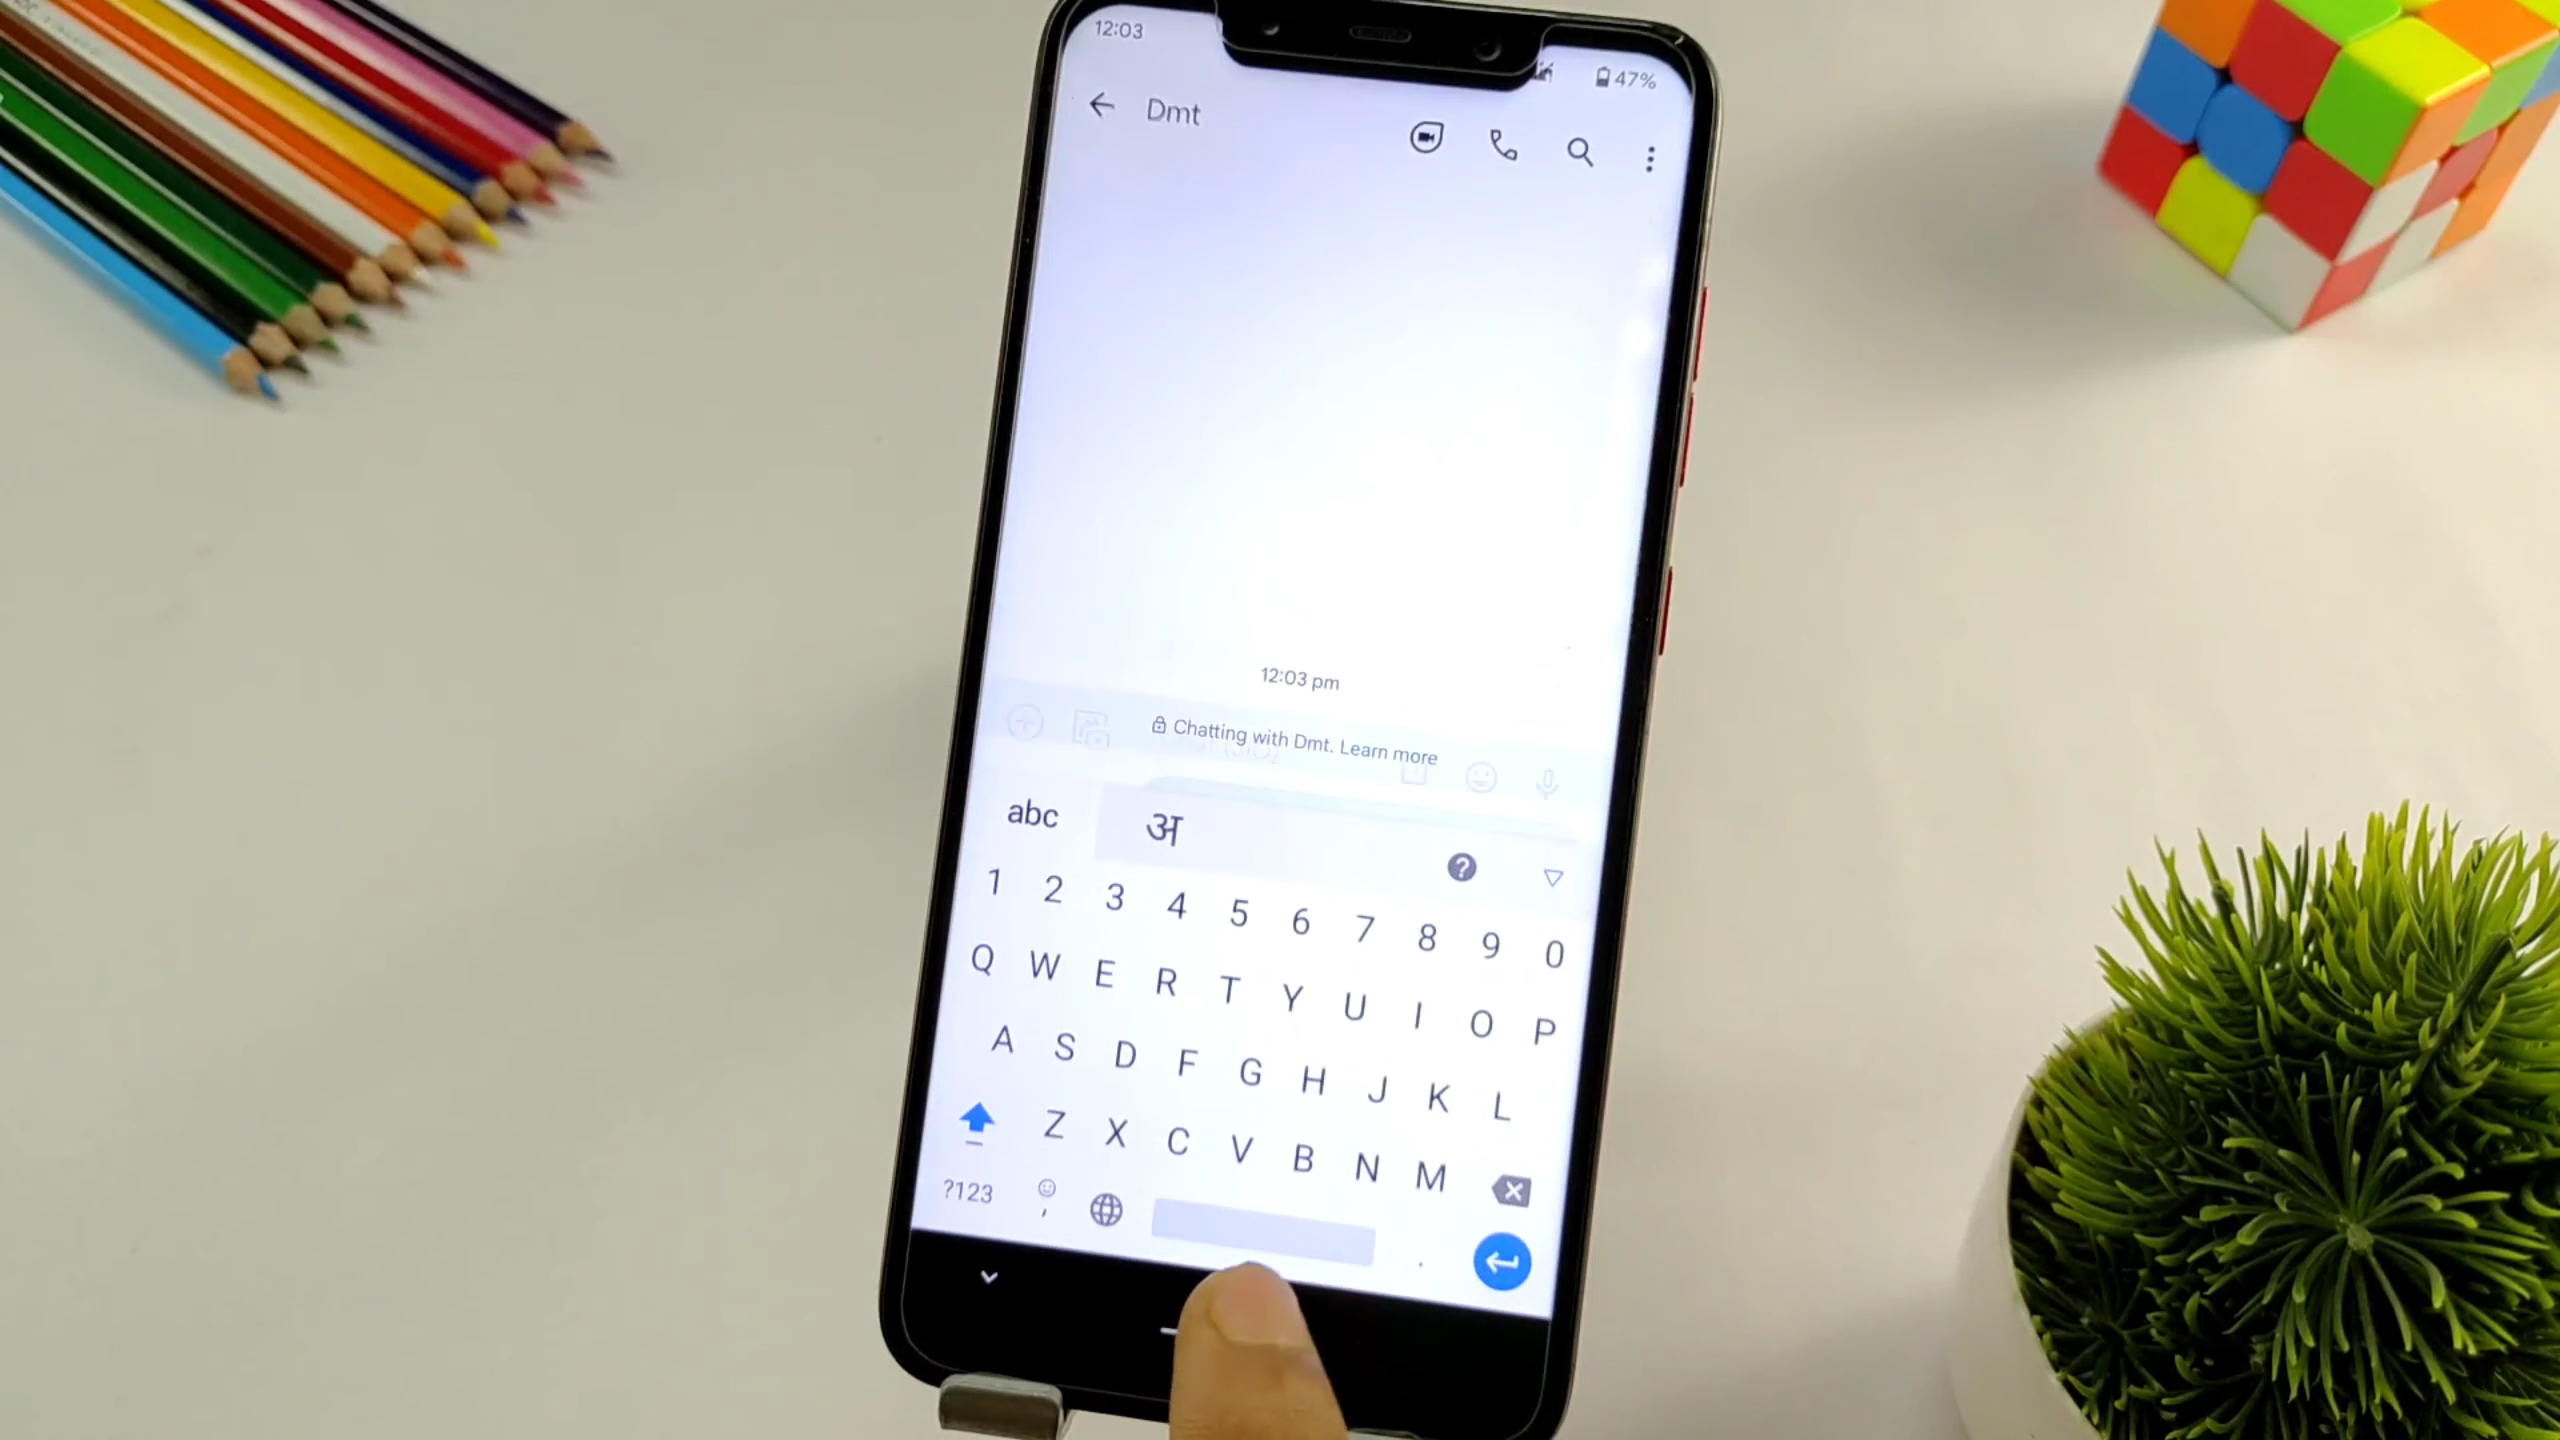 12:03
47%
Dmt
12:03 pm
Chatting with Dmt. Learn more
abc अ ?
1 2 3 4 5 6 7 8 9 0
Q W E R T Y U I O P
A S D F G H J K L
Z X C V B N M
?123 , .